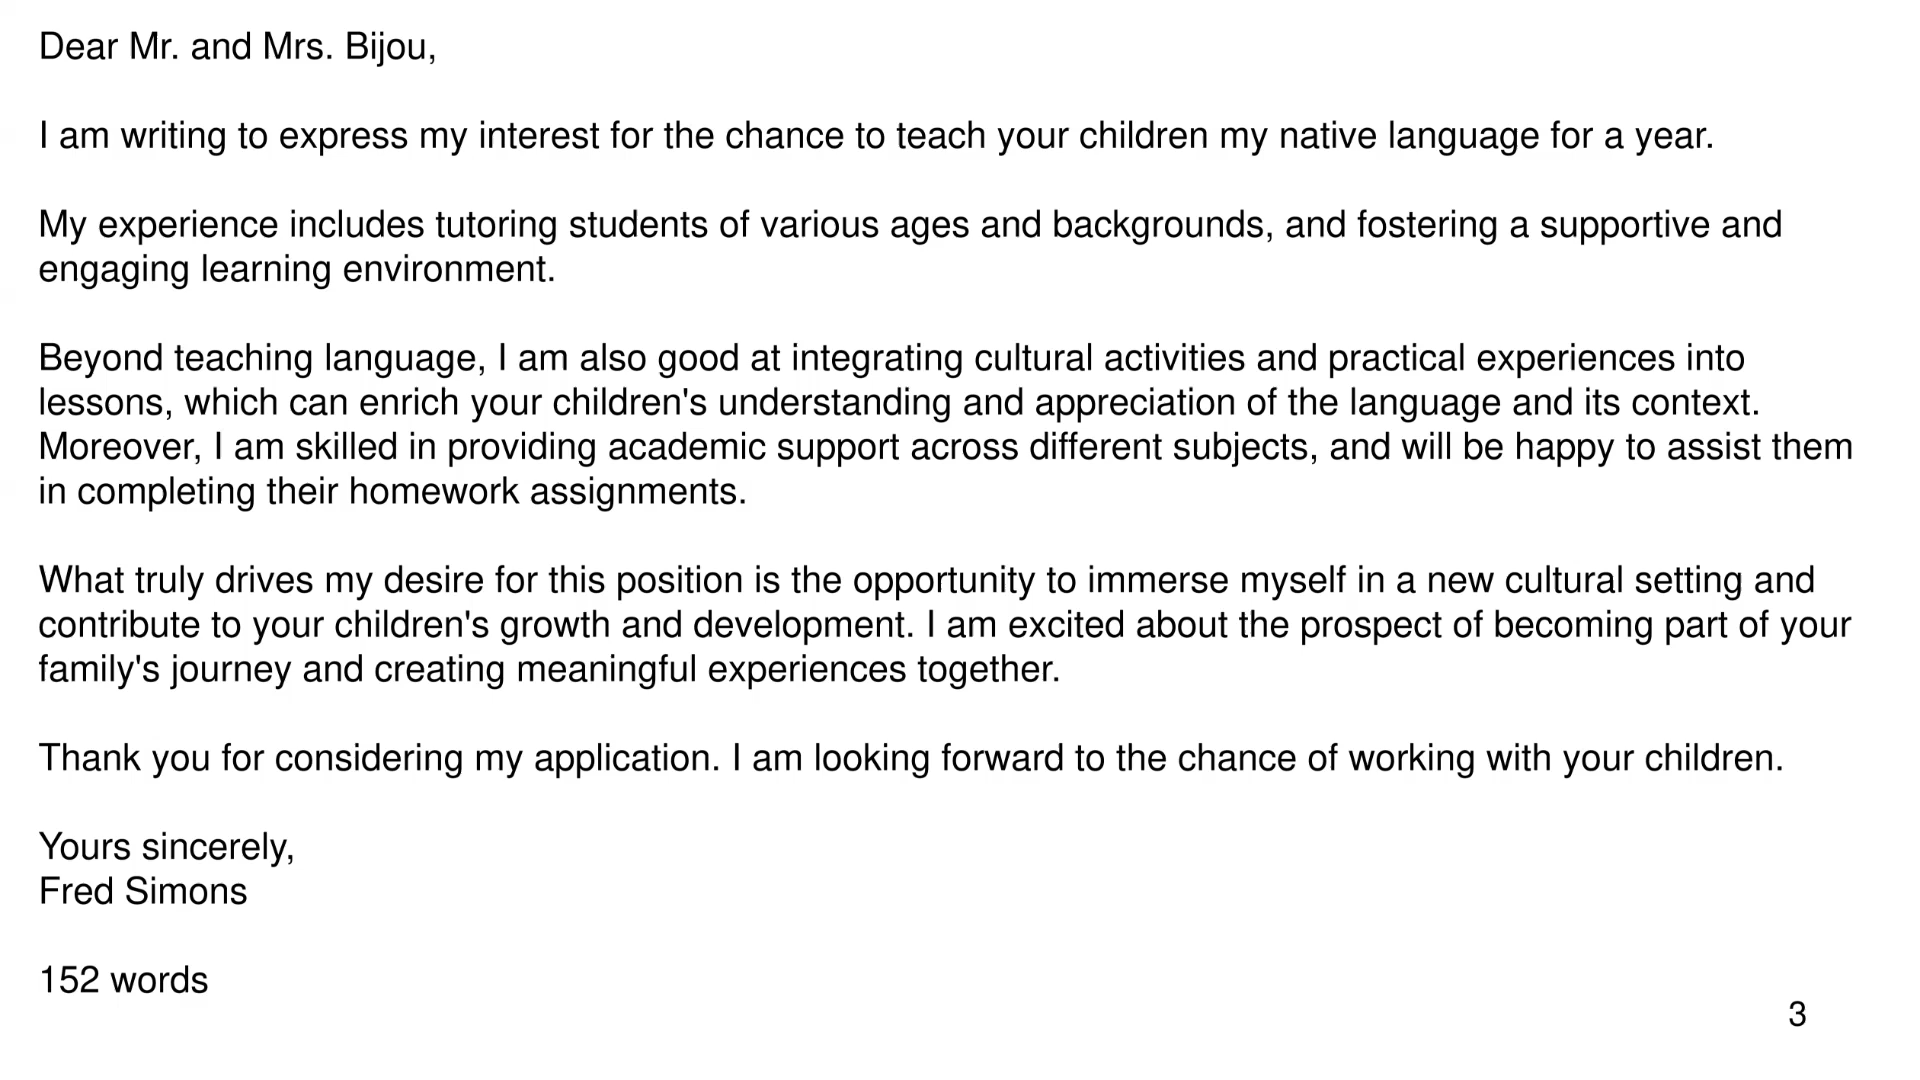 Dear Mr. and Mrs. Bijou,
I am writing to express my interest for the chance to teach your children my native language for a year.
My experience includes tutoring students of various ages and backgrounds, and fostering a supportive and
engaging learning environment.
Beyond teaching language, I am also good at integrating cultural activities and practical experiences into
lessons, which can enrich your children's understanding and appreciation of the language and its context.
Moreover, I am skilled in providing academic support across different subjects, and will be happy to assist them
in completing their homework assignments.
What truly drives my desire for this position is the opportunity to immerse myself in a new cultural setting and
contribute to your children's growth and development. I am excited about the prospect of becoming part of your
family's journey and creating meaningful experiences together.
Thank you for considering my application. I am looking forward to the chance of working with your children.
Yours sincerely,
Fred Simons
152 words
3